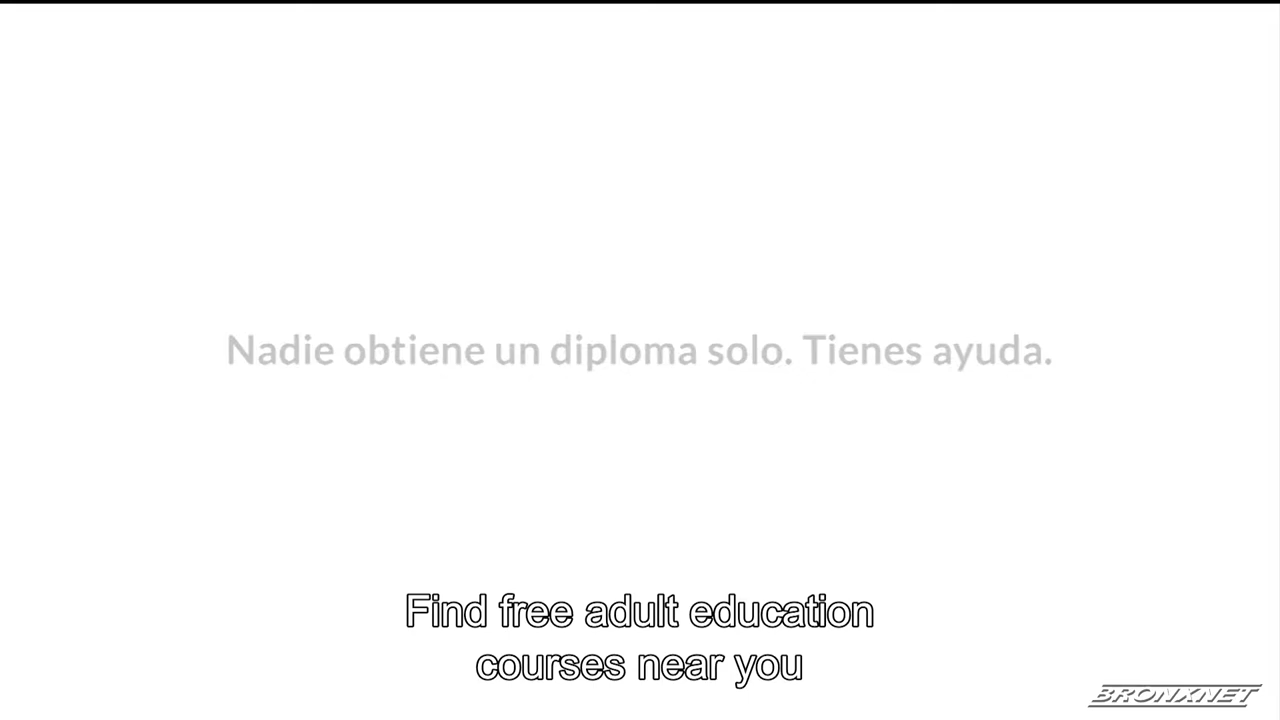 Nadie obtiene un diploma solo. Tienes ayuda.
Find free adult education
courses near you
BRONXNET